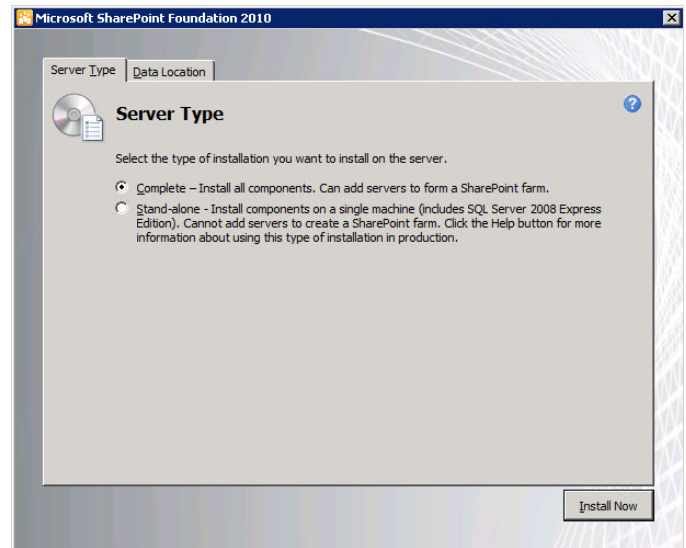 Microsoft SharePoint Foundation 2010
Server Type
Data Location
Server Type
Select the type of installation you want to install on the server.
Complete – Install all components. Can add servers to form a SharePoint farm.
Stand-alone - Install components on a single machine (includes SQL Server 2008 Express
Edition). Cannot add servers to create a SharePoint farm. Click the Help button for more
information about using this type of installation in production.
Install Now